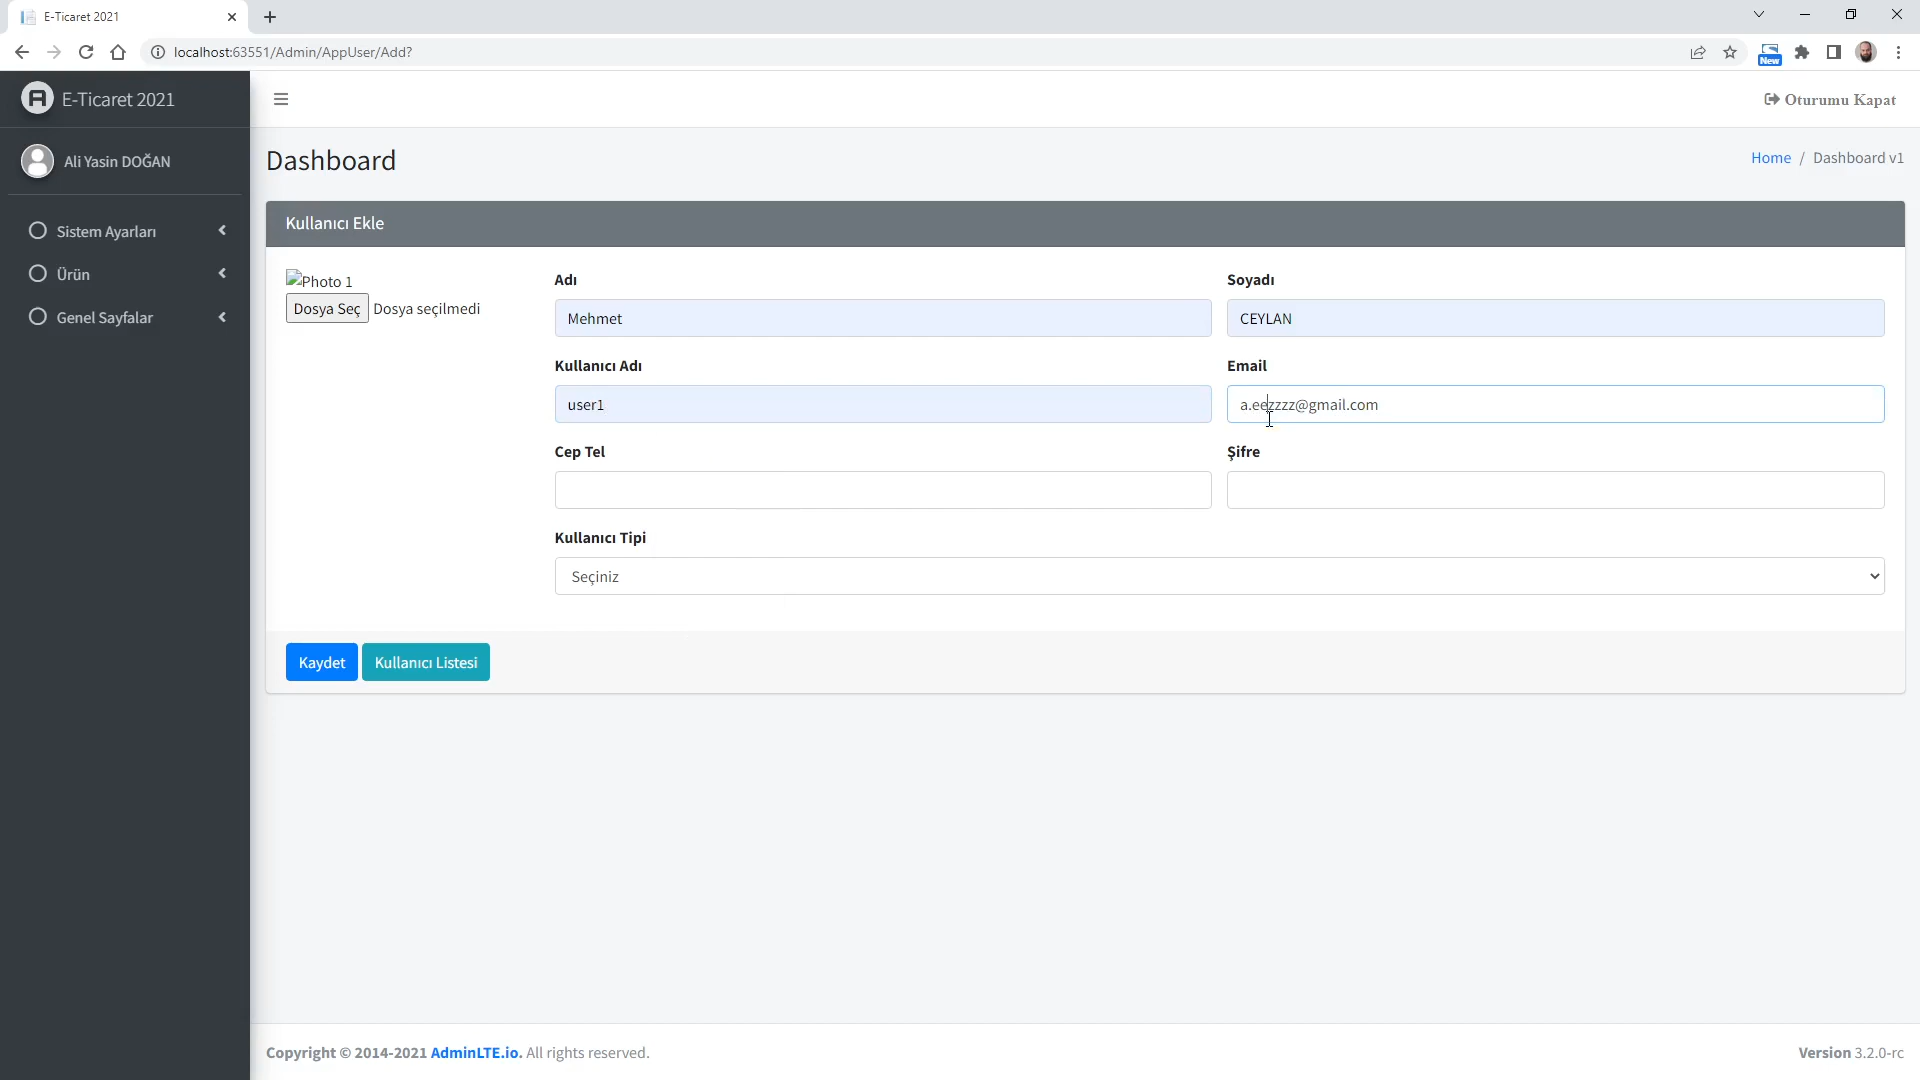 E-Ticaret 2021
localhost:63551/Admin/AppUser/Add?
New
E-Ticaret 2021
Oturumu Kapat
Ali Yasin DOĞAN
Dashboard
Home / Dashboard v1
Sistem Ayarları
Ürün
Genel Sayfalar
Kullanıcı Ekle
Photo 1
Dosya Seç Dosya seçilmedi
Adı
Mehmet
Soyadı
CEYLAN
Kullanıcı Adı
user1
Email
a.eezzzz@gmail.com
Cep Tel
Şifre
Kullanıcı Tipi
Seçiniz
Kaydet
Kullanıcı Listesi
Copyright © 2014-2021 AdminLTE.io. All rights reserved.
Version 3.2.0-rc